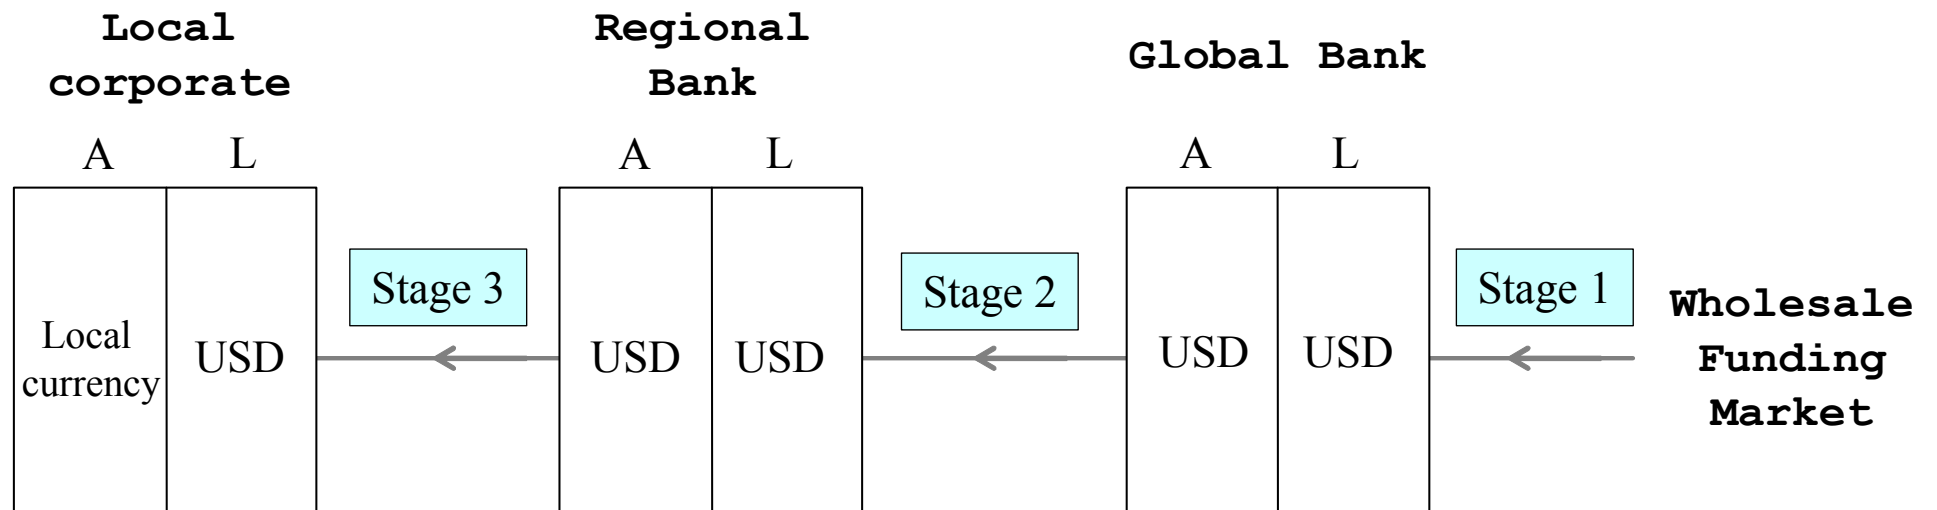 Local
corporate
Regional
Bank
Global Bank
A
L
A
L
A
L
Stage 3
Stage 2
Stage 1
Local
currency
USD
USD
USD
USD
USD
Wholesale
Funding
Market